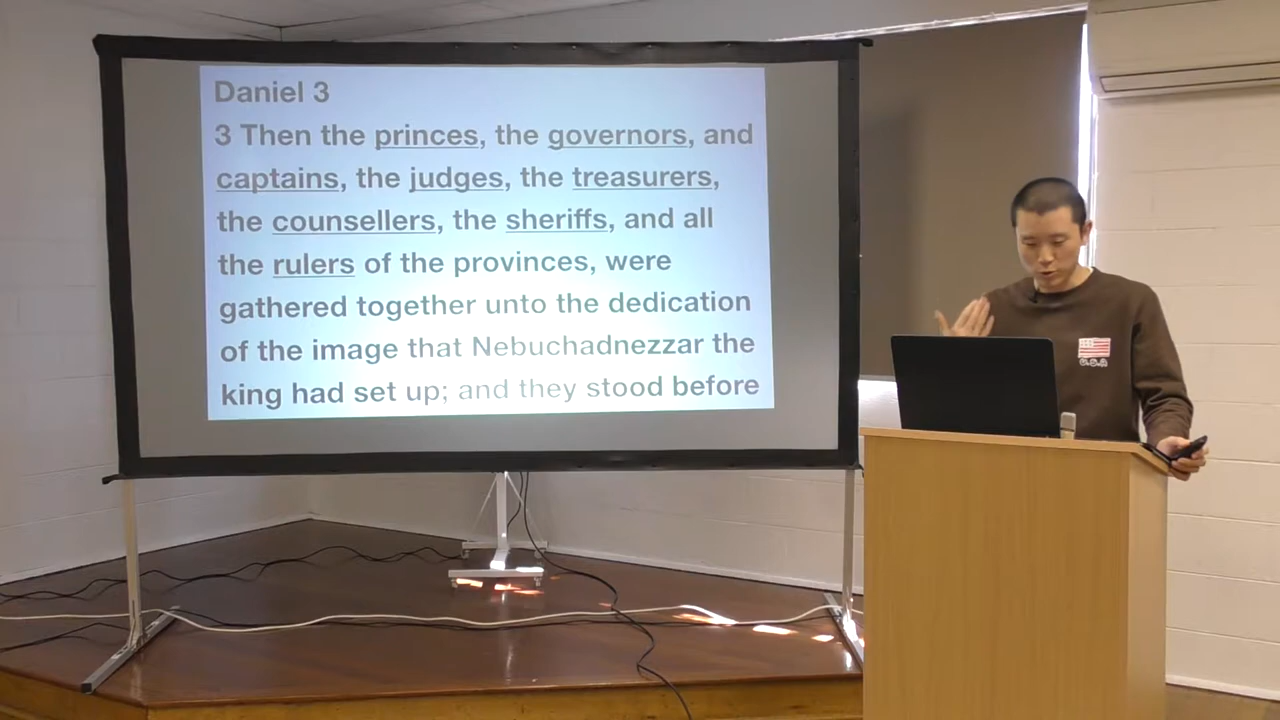 Daniel 3
3 Then the princes, the governors, and
captains, the judges, the treasurers,
the counsellers, the sheriffs, and all
the rulers of the provinces, were
gathered together unto the dedication
of the image that Nebuchadnezzar the
king had set up; and they stood before